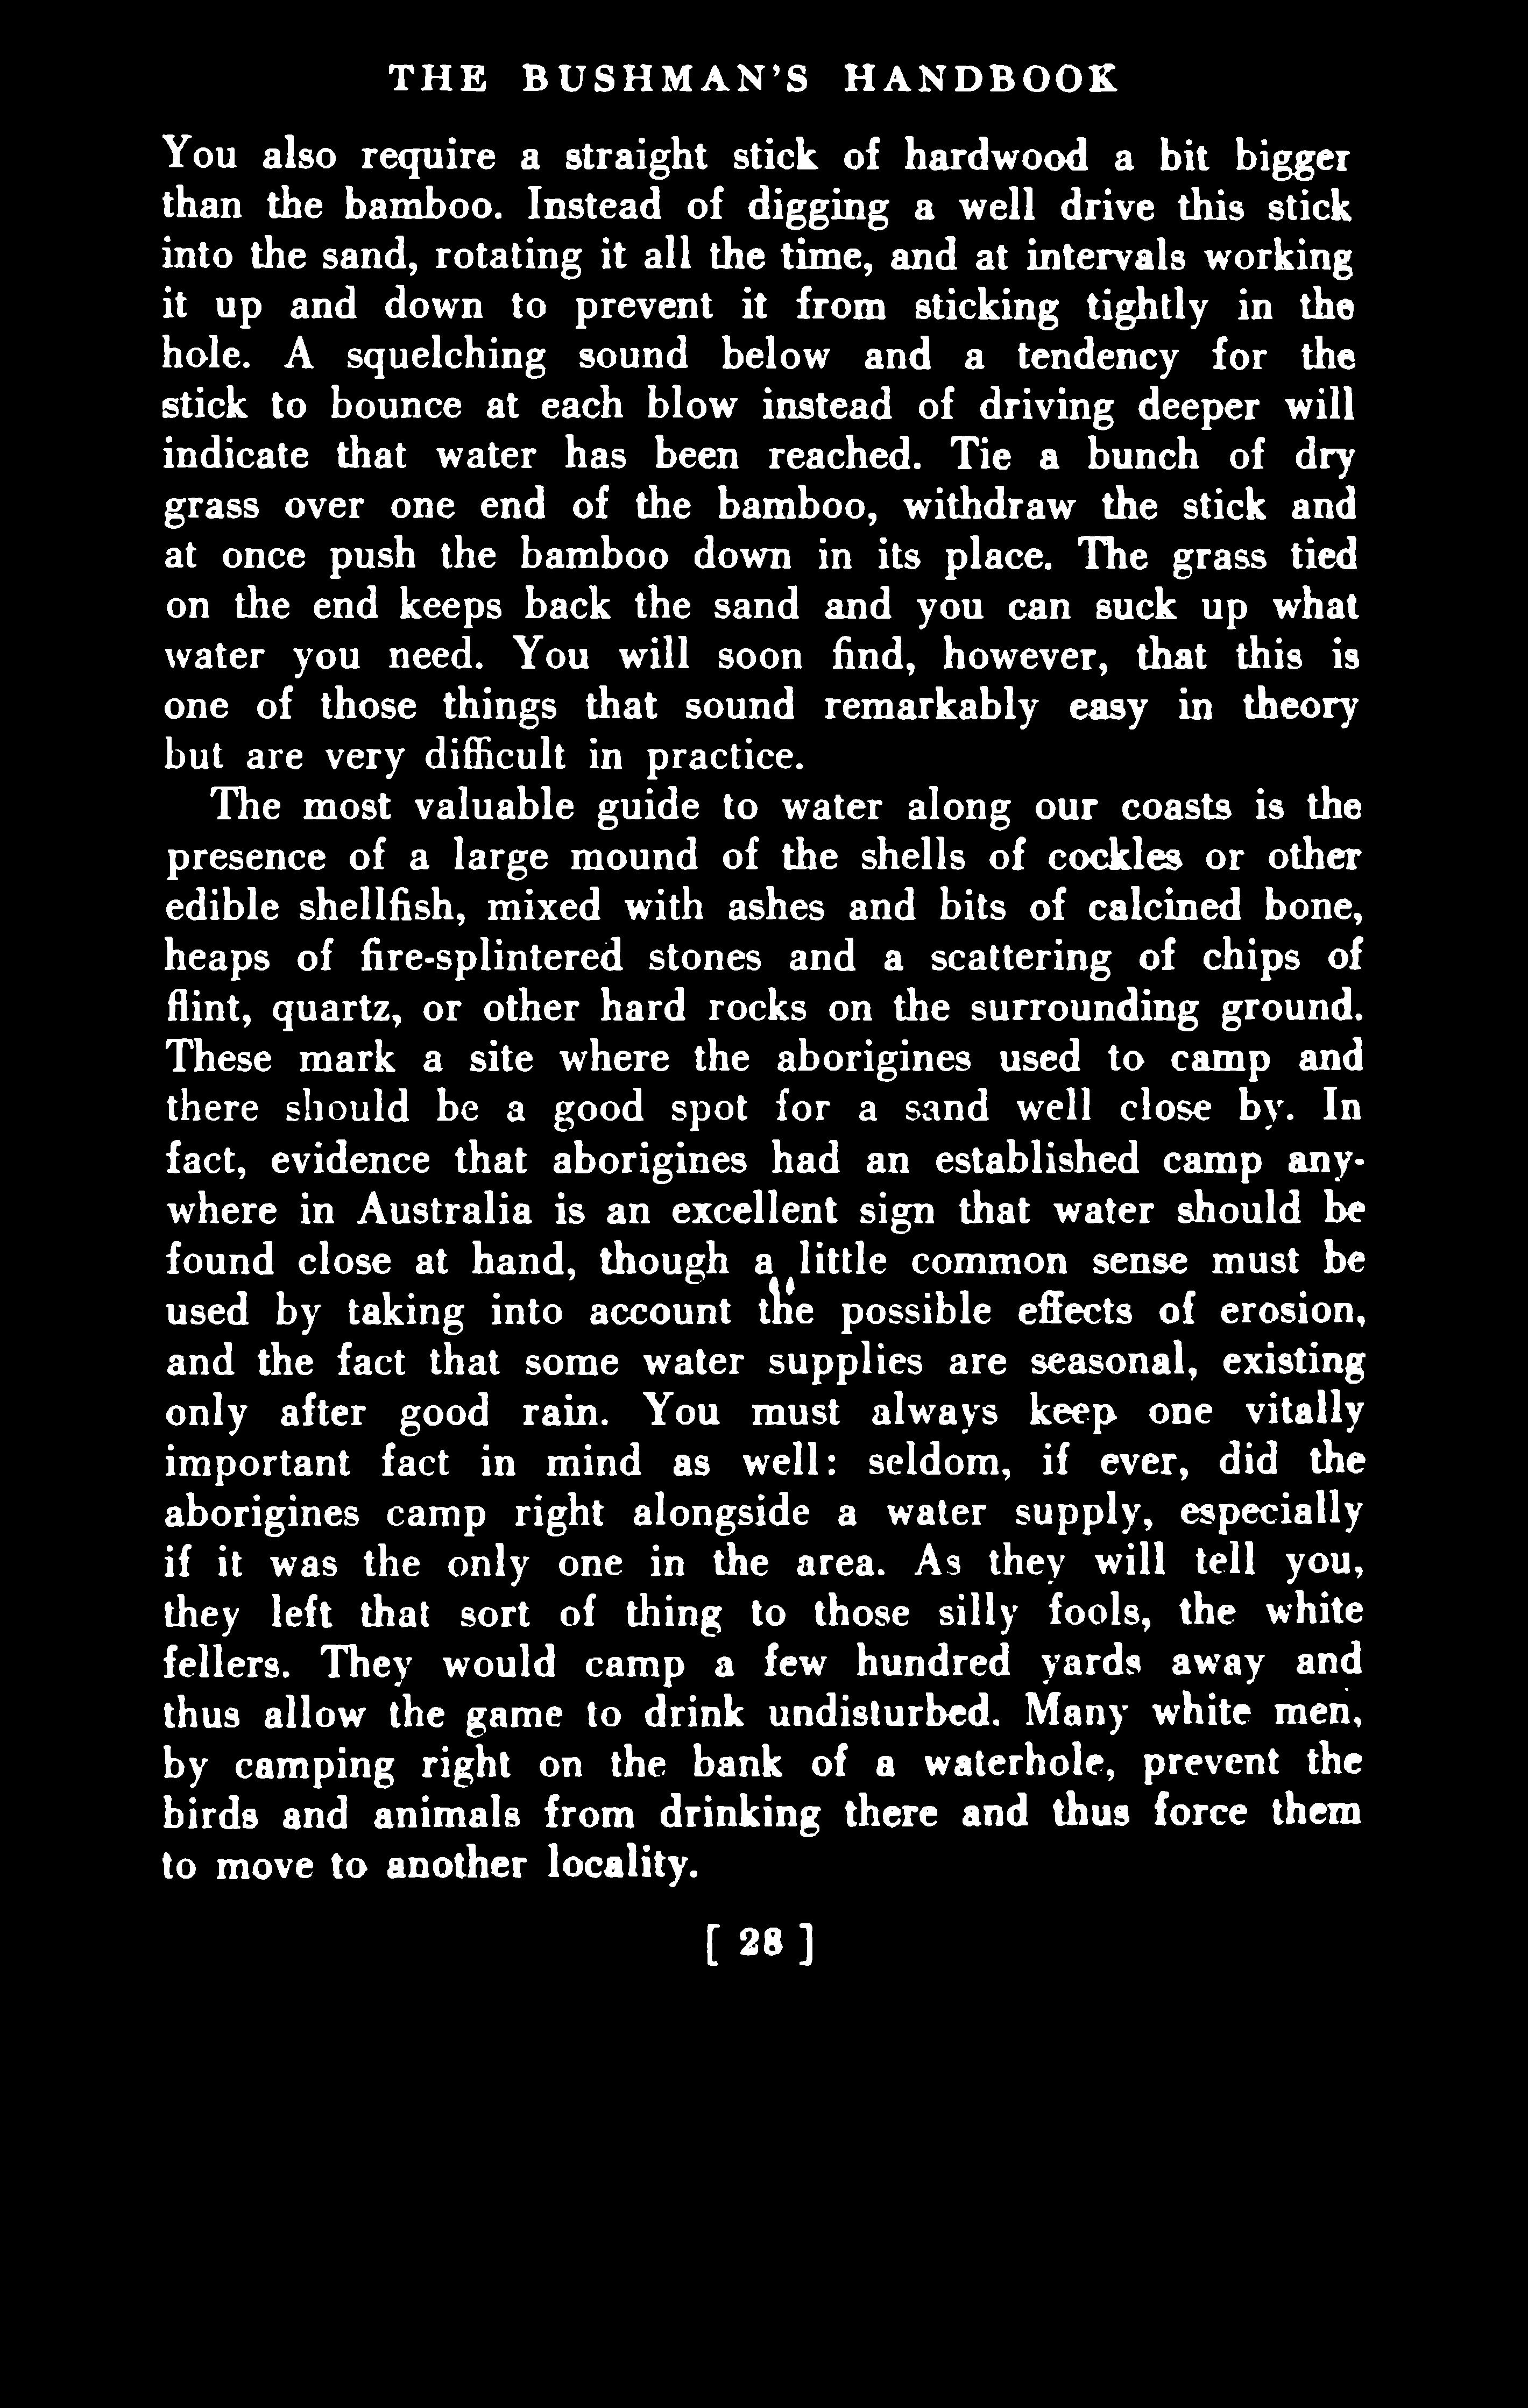 THE BUSHMAN'S HANDBOOK
You also require a straight stick of hardwood a bit bigger
than the bamboo. Instead of digging a well drive this stick
into the sand, rotating it all the time, and at intervals working
it up and down to prevent it from sticking tightly in the
hole. A squelching sound below and a tendency for the
stick to bounce at each blow instead of driving deeper will
indicate that water has been reached. Tie a bunch of dry
grass over one end of the bamboo, withdraw the stick and
at once push the bamboo down in its place. The grass tied
on the end keeps back the sand and you can suck up what
water you need. You will soon find, however, that this is
one of those things that sound remarkably easy in theory
but are very difficult in practice.
The most valuable guide to water along our coasts is the
presence of a large mound of the shells of cockles or other
edible shellfish, mixed with ashes and bits of calcined bone,
heaps of fire-splintered stones and a scattering of chips of
flint, quartz, or other hard rocks on the surrounding ground.
These mark a site where the aborigines used to camp and
there should be a good spot for a sand well close by. In
fact, evidence that aborigines had an established camp any-
where in Australia is an excellent sign that water should be
found close at hand, though a little common sense must be
used by taking into account the possible effects of erosion,
and the fact that some water supplies are seasonal, existing
only after good rain. You must always keep one vitally
important fact in mind as well: seldom, if ever, did the
aborigines camp right alongside a water supply, especially
if it was the only one in the area. As they will tell you,
they left that sort of thing to those silly fools, the white
fellers. They would camp a few hundred yards away and
thus allow the game to drink undisturbed. Many white men,
by camping right on the bank of a waterhole, prevent the
birds and animals from drinking there and thus force them
to move to another locality.
[ 28 ]